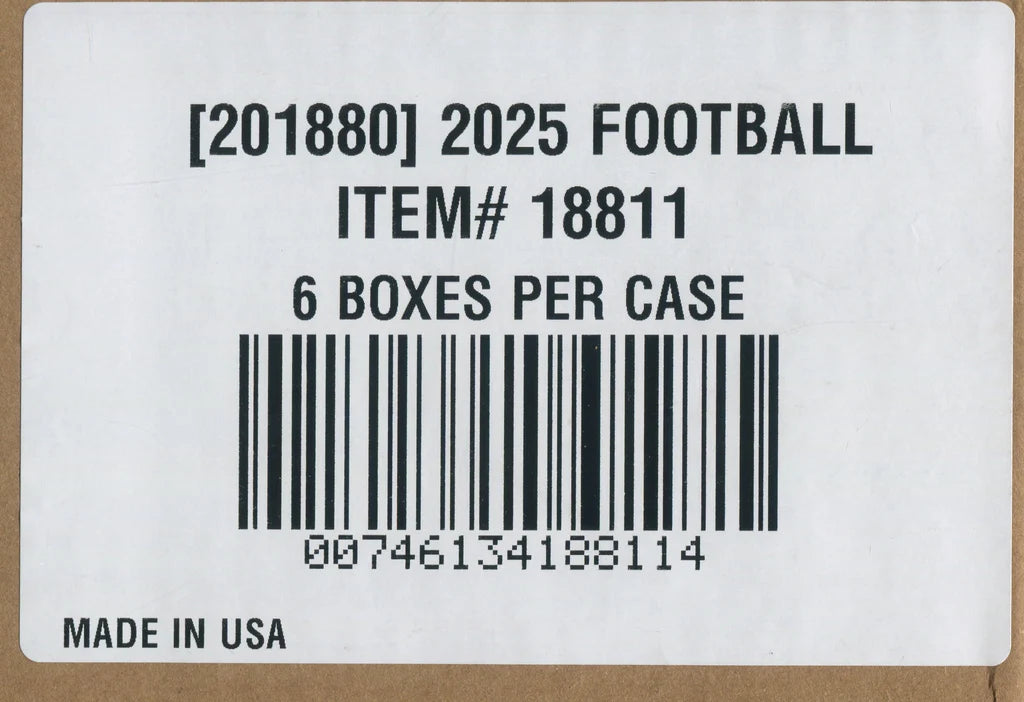 [201880] 2025 FOOTBALL
ITEM# 18811
6 BOXES PER CASE
00746134188114
MADE IN USA